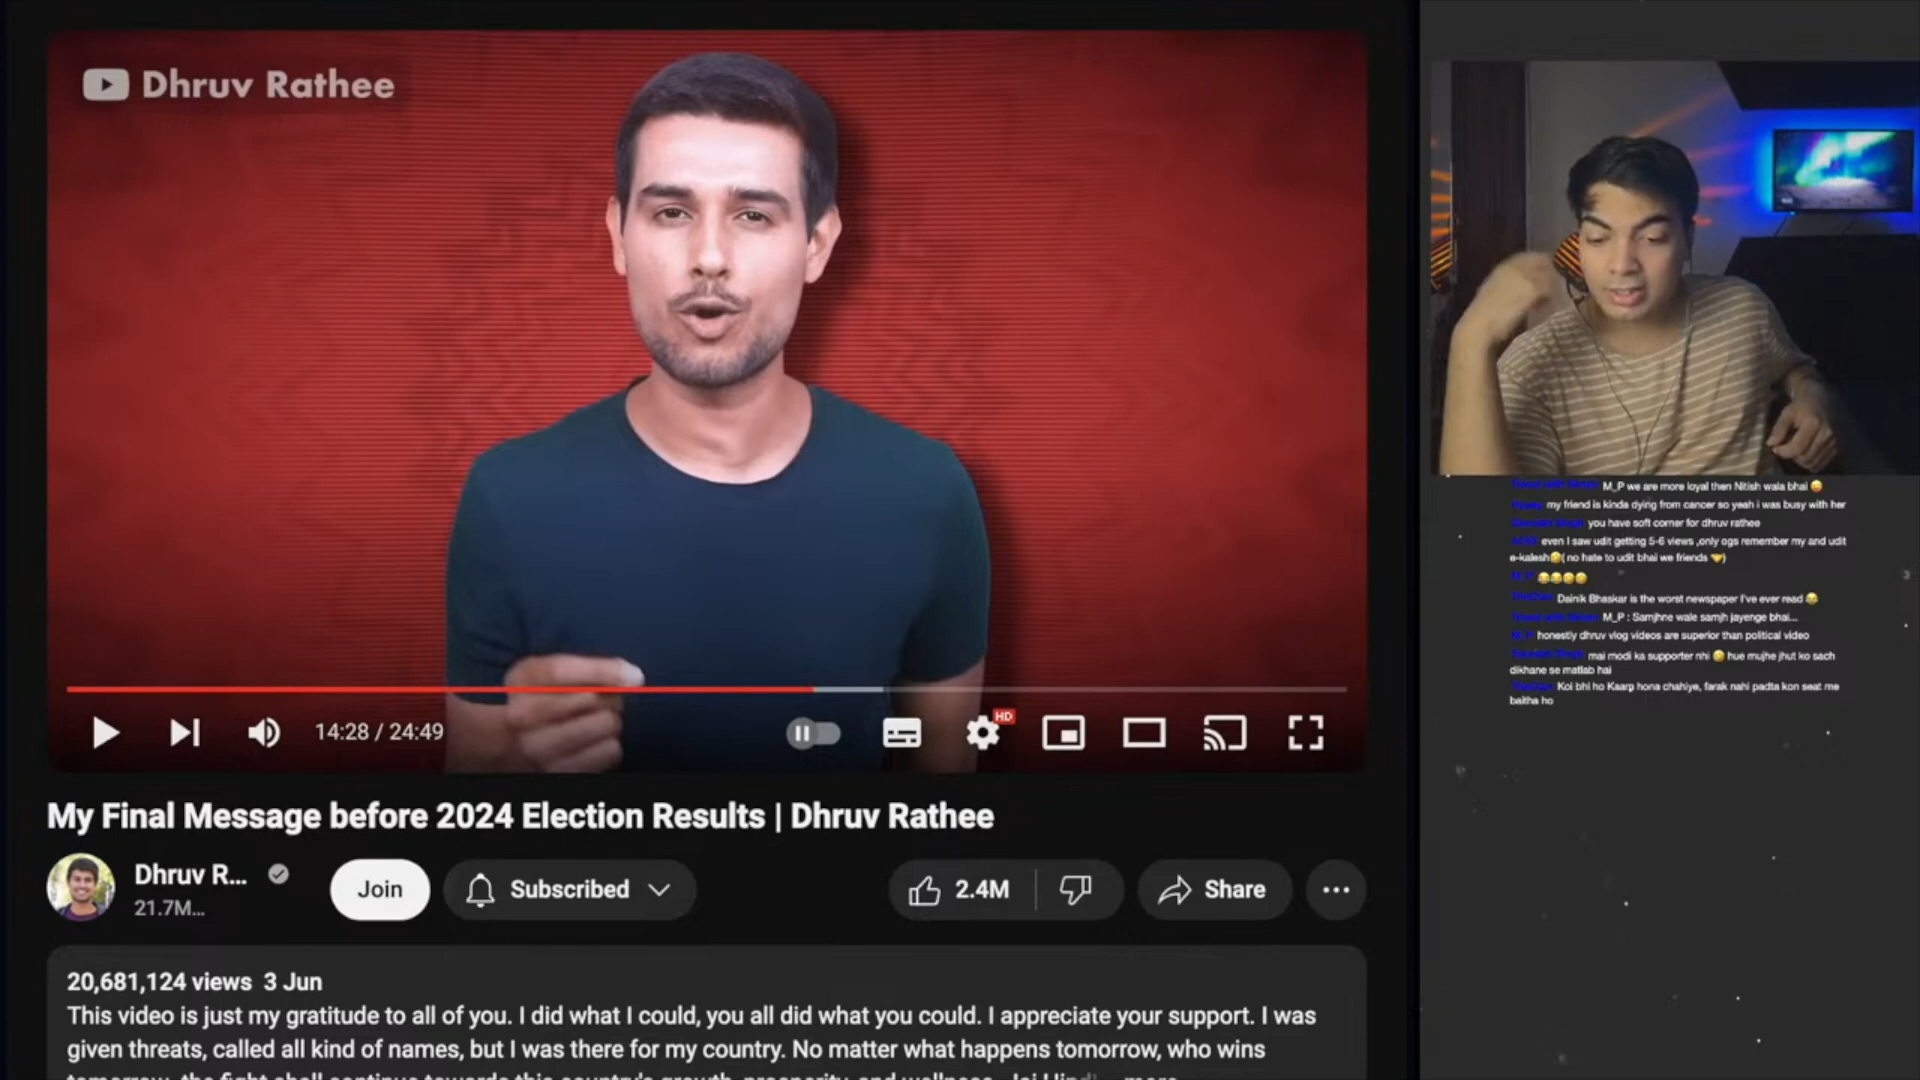 Dhruv Rathee
14:28 / 24:49
HD
My Final Message before 2024 Election Results | Dhruv Rathee
Dhruv R...
21.7M...
Join
Subscribed
2.4M
Share
20,681,124 views 3 Jun
This video is just my gratitude to all of you. I did what I could, you all did what you could. I appreciate your support. I was
given threats, called all kind of names, but I was there for my country. No matter what happens tomorrow, who wins
M_P we are more loyal then Nitish wala bhai 😛
my friend is kinda dying from cancer so yeah i was busy with her
you have soft corner for dhruv rathee
even I saw udit getting 5-6 views ,only ogs remember my and udit
e-kalesh🤣( no hate to udit bhai we friends 🤝)
M_P 😂😂🤣🤣
Dainik Bhaskar is the worst newspaper I've ever read 😂
M_P : Samjhne wale samjh jayenge bhai...
M_P honestly dhruv vlog videos are superior than political video
mai modi ka supporter nhi 🤣 hue mujhe jhut ko sach
dikhane se matlab hai
Koi bhi ho Kaarp hona chahiye, farak nahi padta kon seat me
baitha ho